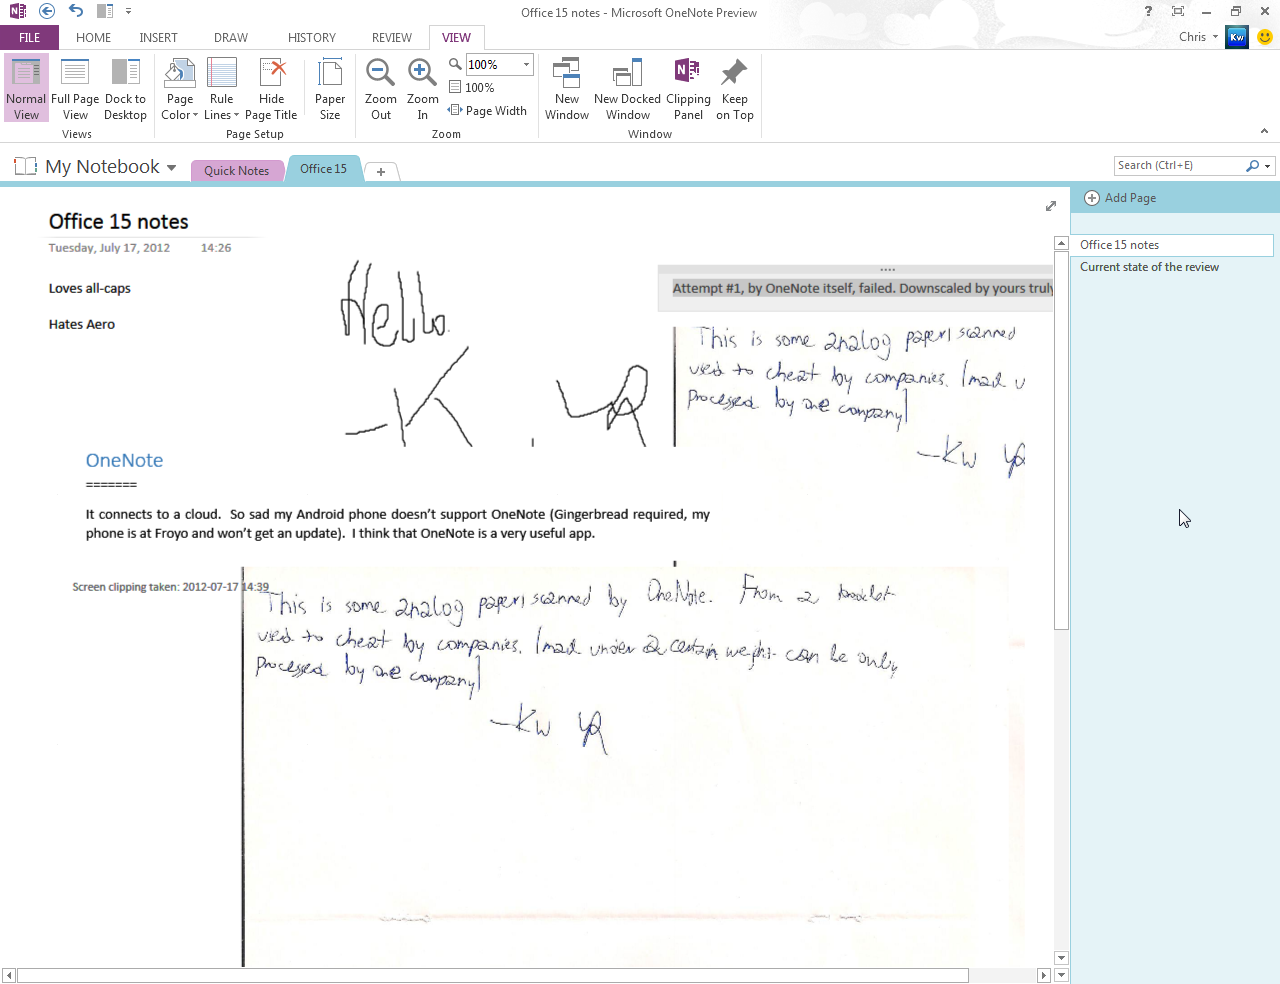 Office 15 notes - Microsoft OneNote Preview
?
FILE HOME INSERT DRAW HISTORY REVIEW VIEW
Chris Kw
Normal View
Full Page View
Dock to Desktop
Views
Page Color
Rule Lines
Hide Page Title
Paper Size
Page Setup
Zoom Out
Zoom In
100%
100%
Page Width
Zoom
New Window
New Docked Window
Clipping Panel
Keep on Top
Window
My Notebook
Quick Notes
Office 15
Search (Ctrl+E)
Add Page
Office 15 notes
Current state of the review
Office 15 notes
Tuesday, July 17, 2012 14:26
Loves all-caps
Hates Aero
Hello.
-K
Attempt #1, by OneNote itself, failed. Downscaled by yours truly
This is some analog paper scanned
used to cheat by companies. [mail u
processed by one company]
-Kw
OneNote
=======
It connects to a cloud. So sad my Android phone doesn't support OneNote (Gingerbread required, my
phone is at Froyo and won't get an update). I think that OneNote is a very useful app.
Screen clipping taken: 2012-07-17 14:39
This is some analog paper scanned by OneNote. From a booklet
used to cheat by companies. [mail under a certain weight can be only
processed by one company]
-Kw